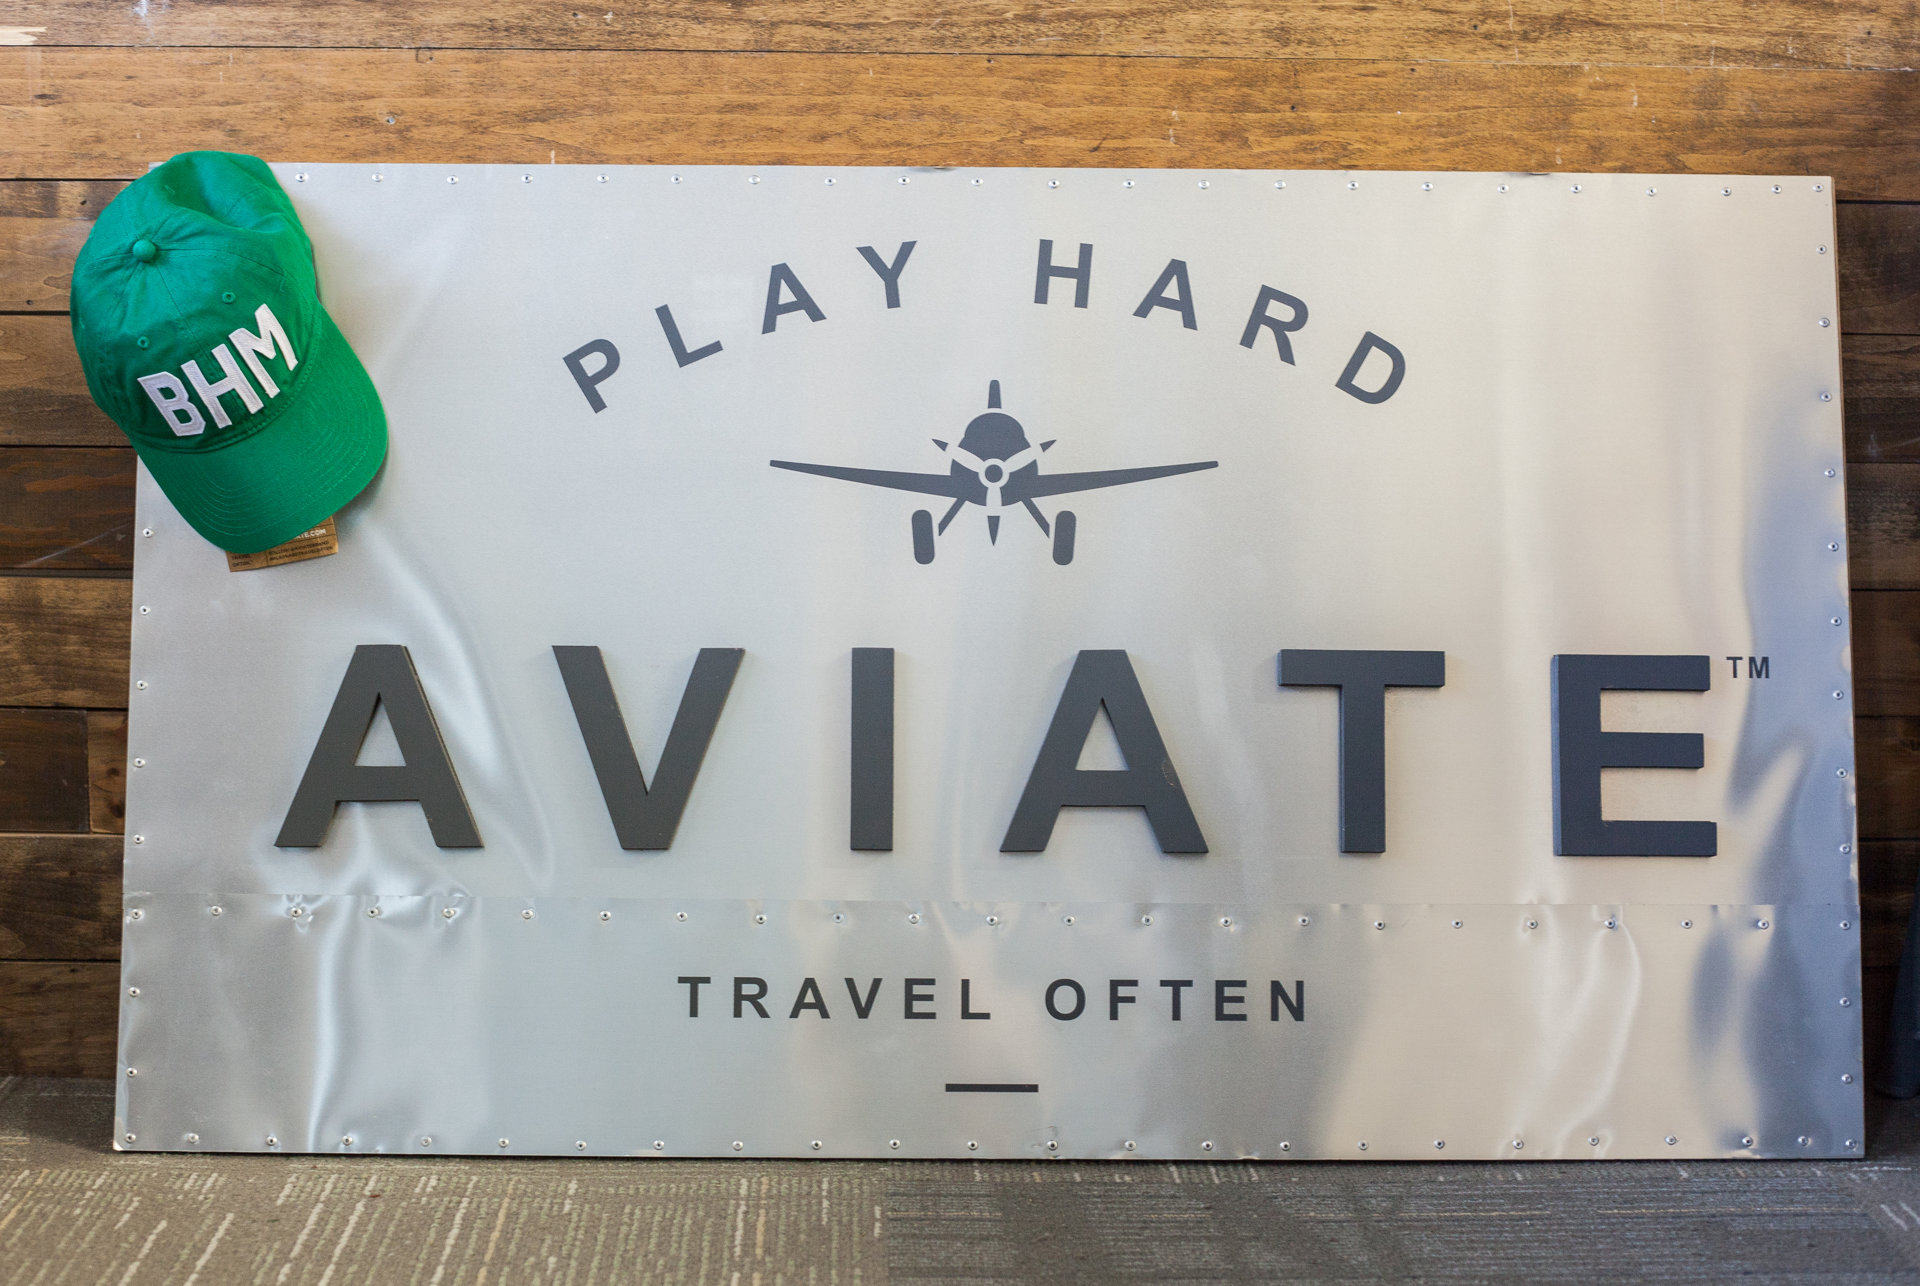 BHM
PLAY HARD
AVIATE™
TRAVEL OFTEN